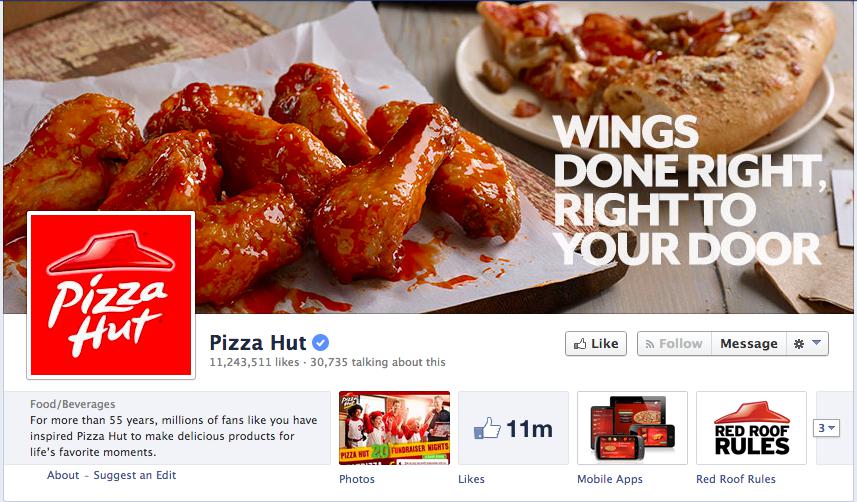 WINGS
DONE RIGHT,
RIGHT TO
YOUR DOOR
Pizza
Hut
Pizza Hut
11,243,511 likes · 30,735 talking about this
Like
Follow
Message
Food/Beverages
For more than 55 years, millions of fans like you have
inspired Pizza Hut to make delicious products for
life's favorite moments.
About - Suggest an Edit
PIZZA HUT FUNDRAISER NIGHTS
Photos
11m
Likes
Mobile Apps
RED ROOF
RULES
Red Roof Rules
3